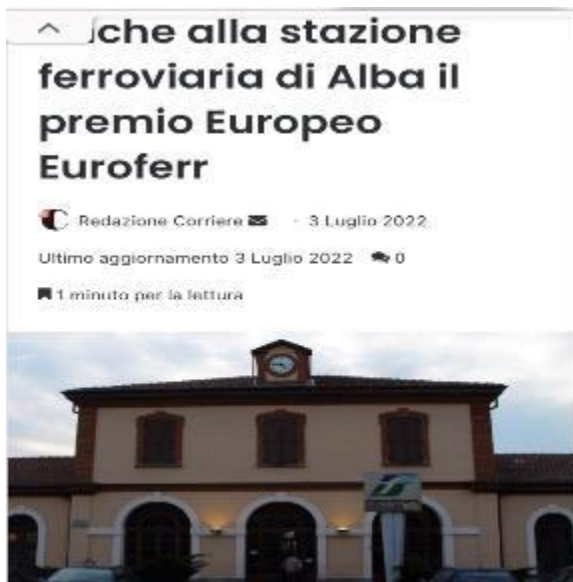 che alla stazione
ferroviaria di Alba il
premio Europeo
Euroferr
Redazione Corriere · 3 Luglio 2022
Ultimo aggiornamento 3 Luglio 2022 0
1 minuto per la lettura